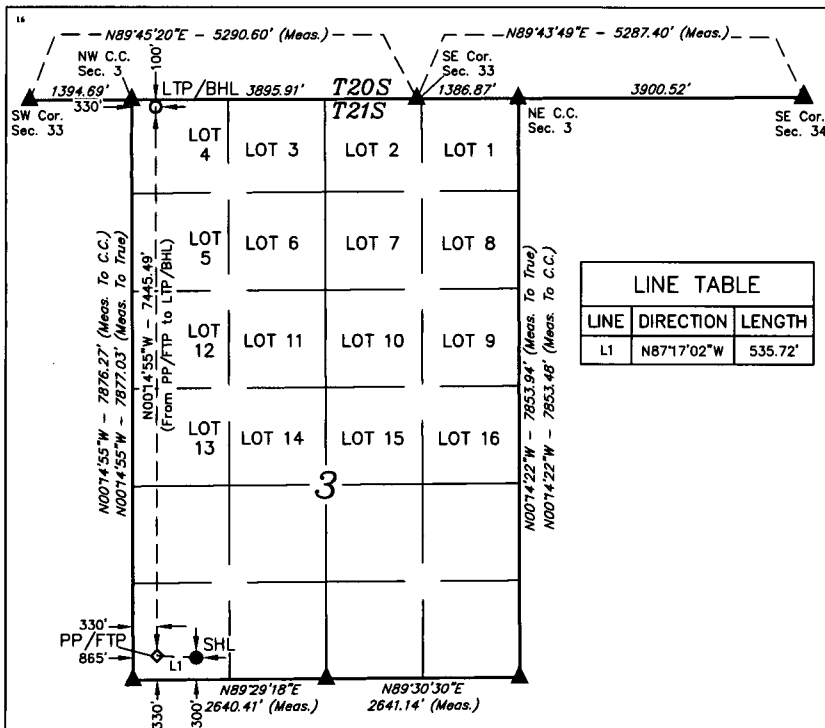 16
N89°45'20"E - 5290.60' (Meas.)
N89°43'49"E - 5287.40' (Meas.)
NW C.C.
Sec. 3
100'
SE Cor.
Sec. 33
1394.69'
LTP/BHL
3895.91'
T20S
1386.87'
3900.52'
330'
T21S
SW Cor.
Sec. 33
NE C.C.
Sec. 3
SE Cor.
Sec. 34
LOT 4
LOT 3
LOT 2
LOT 1
LOT 5
LOT 6
LOT 7
LOT 8
LOT 12
LOT 11
LOT 10
LOT 9
LOT 13
LOT 14
LOT 15
LOT 16
N00°14'55"W - 7876.27' (Meas. To C.C.)
N00°14'55"W - 7877.03' (Meas. To True)
N00°14'55"W - 7445.49'
(From PP/FTP to LTP/BHL)
N00°14'22"W - 7853.94' (Meas. To True)
N00°14'22"W - 7853.48' (Meas. To C.C.)
LINE TABLE
LINE DIRECTION LENGTH
L1 N87°17'02"W 535.72'
3
330'
PP/FTP
SHL
865'
L1
N89°29'18"E
2640.41' (Meas.)
N89°30'30"E
2641.14' (Meas.)
330'
300'